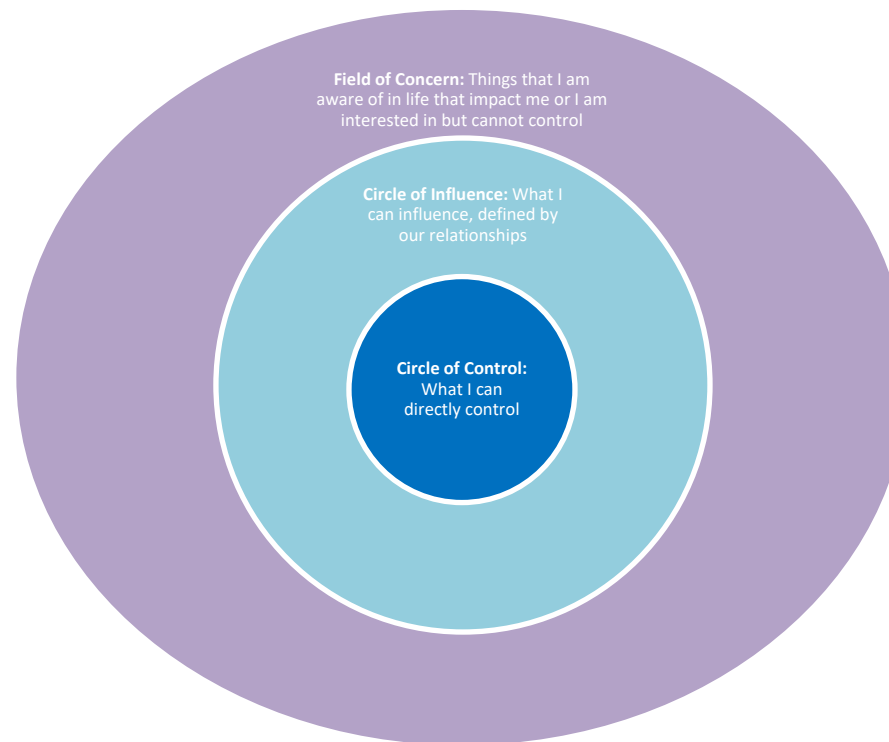 Field of Concern: Things that I am
aware of in life that impact me or I am
interested in but cannot control
Circle of Influence: What I
can influence, defined by
our relationships
Circle of Control:
What I can
directly control